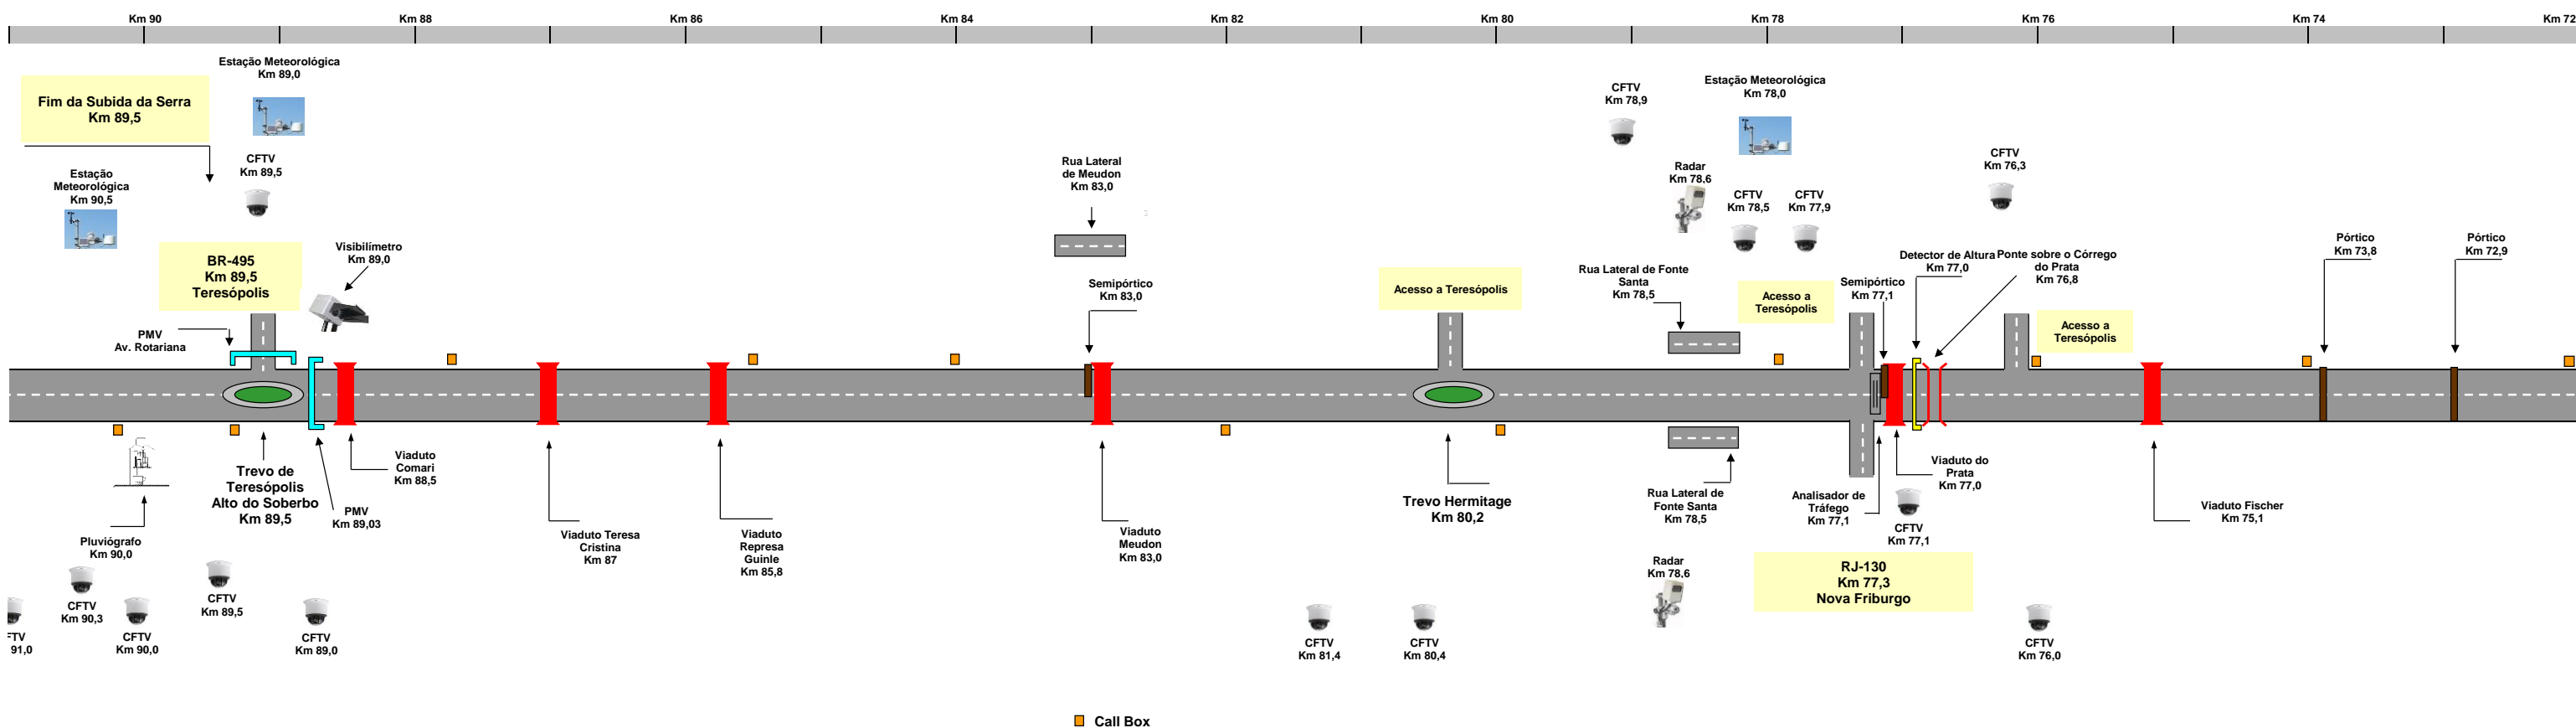 Km 90
Km 88
Km 86
Km 84
Km 82
Km 80
Km 78
Km 76
Km 74
Km 72
Estação Meteorológica
Km 89,0
Fim da Subida da Serra
Km 89,5
CFTV
Km 89,5
Estação
Meteorológica
Km 90,5
BR-495
Km 89,5
Teresópolis
Visibilímetro
Km 89,0
PMV
Av. Rotariana
Rua Lateral
de Meudon
Km 83,0
Semipórtico
Km 83,0
Acesso a Teresópolis
CFTV
Km 78,9
Estação Meteorológica
Km 78,0
Radar
Km 78.6
CFTV
Km 78,5
CFTV
Km 77,9
CFTV
Km 76,3
Rua Lateral de Fonte
Santa
Km 78,5
Acesso a
Teresópolis
Semipórtico
Km 77,1
Detector de Altura
Km 77,0
Ponte sobre o Córrego
do Prata
Km 76,8
Acesso a
Teresópolis
Pórtico
Km 73,8
Pórtico
Km 72,9
Pluviógrafo
Km 90,0
Trevo de
Teresópolis
Alto do Soberbo
Km 89,5
PMV
Km 89,03
Viaduto
Comari
Km 88,5
Viaduto Teresa
Cristina
Km 87
Viaduto
Represa
Guinle
Km 85,8
Viaduto
Meudon
Km 83,0
Trevo Hermitage
Km 80,2
Rua Lateral de
Fonte Santa
Km 78,5
Analisador de
Tráfego
Km 77,1
Viaduto do
Prata
Km 77,0
CFTV
Km 77,1
Viaduto Fischer
Km 75,1
Radar
Km 78,6
RJ-130
Km 77,3
Nova Friburgo
FTV
91,0
CFTV
Km 90,3
CFTV
Km 90,0
CFTV
Km 89,5
CFTV
Km 89,0
CFTV
Km 81,4
CFTV
Km 80,4
CFTV
Km 76,0
Call Box